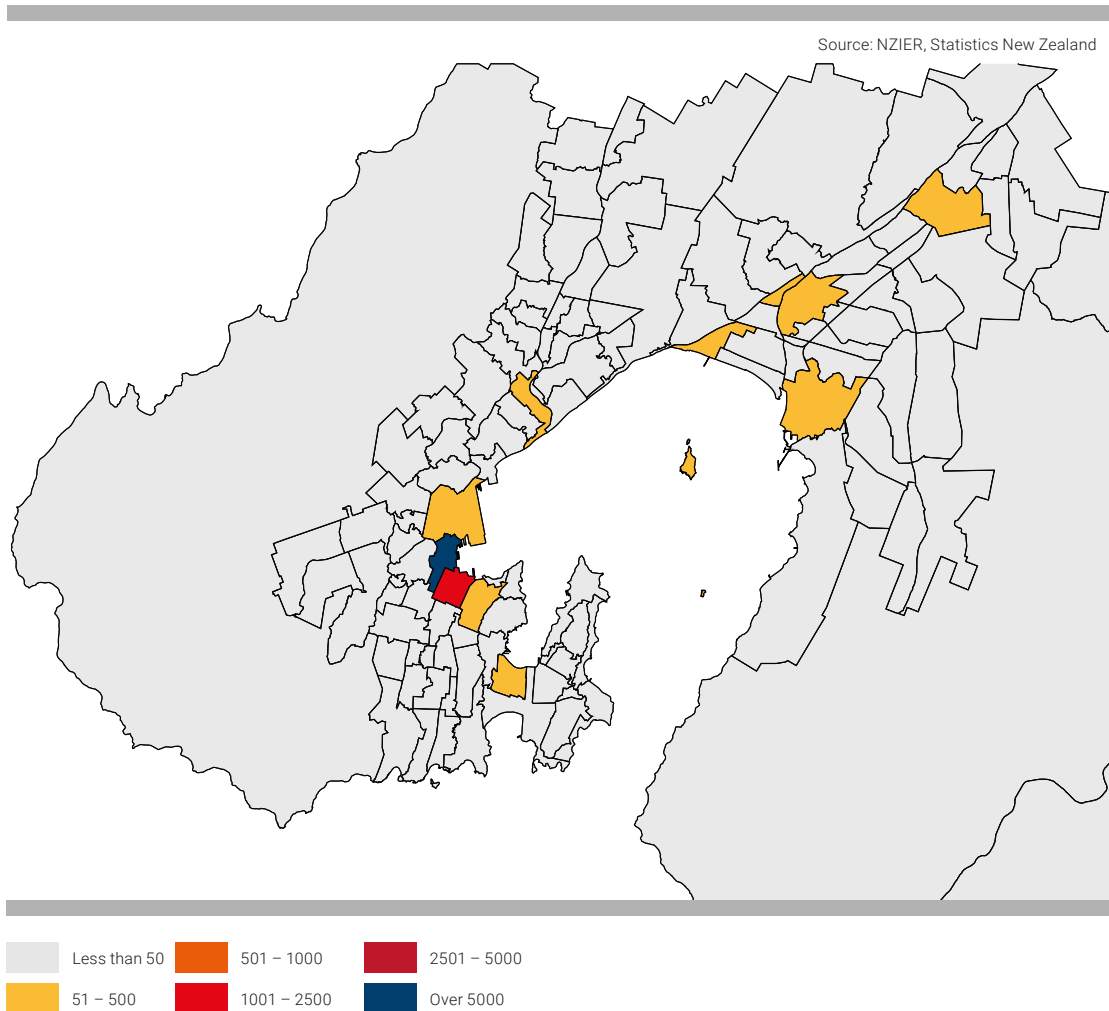 Source: NZIER, Statistics New Zealand
Less than 50
501 – 1000
2501 – 5000
51 – 500
1001 – 2500
Over 5000